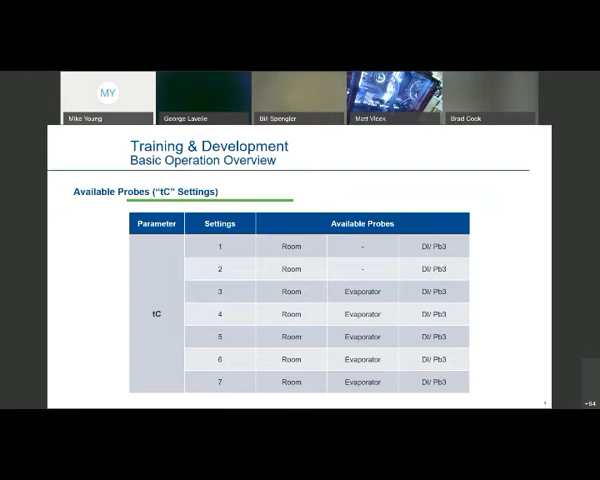 MY
Mike Young
George Lavelle
Bill Spengler
Matt Vlcek
Brad Cook
Training & Development
Basic Operation Overview
Available Probes ("tC" Settings)
Parameter Settings Available Probes
1 Room - DI/ Pb3
2 Room - DI/ Pb3
3 Room Evaporator DI/ Pb3
tC 4 Room Evaporator DI/ Pb3
5 Room Evaporator DI/ Pb3
6 Room Evaporator DI/ Pb3
7 Room Evaporator DI/ Pb3